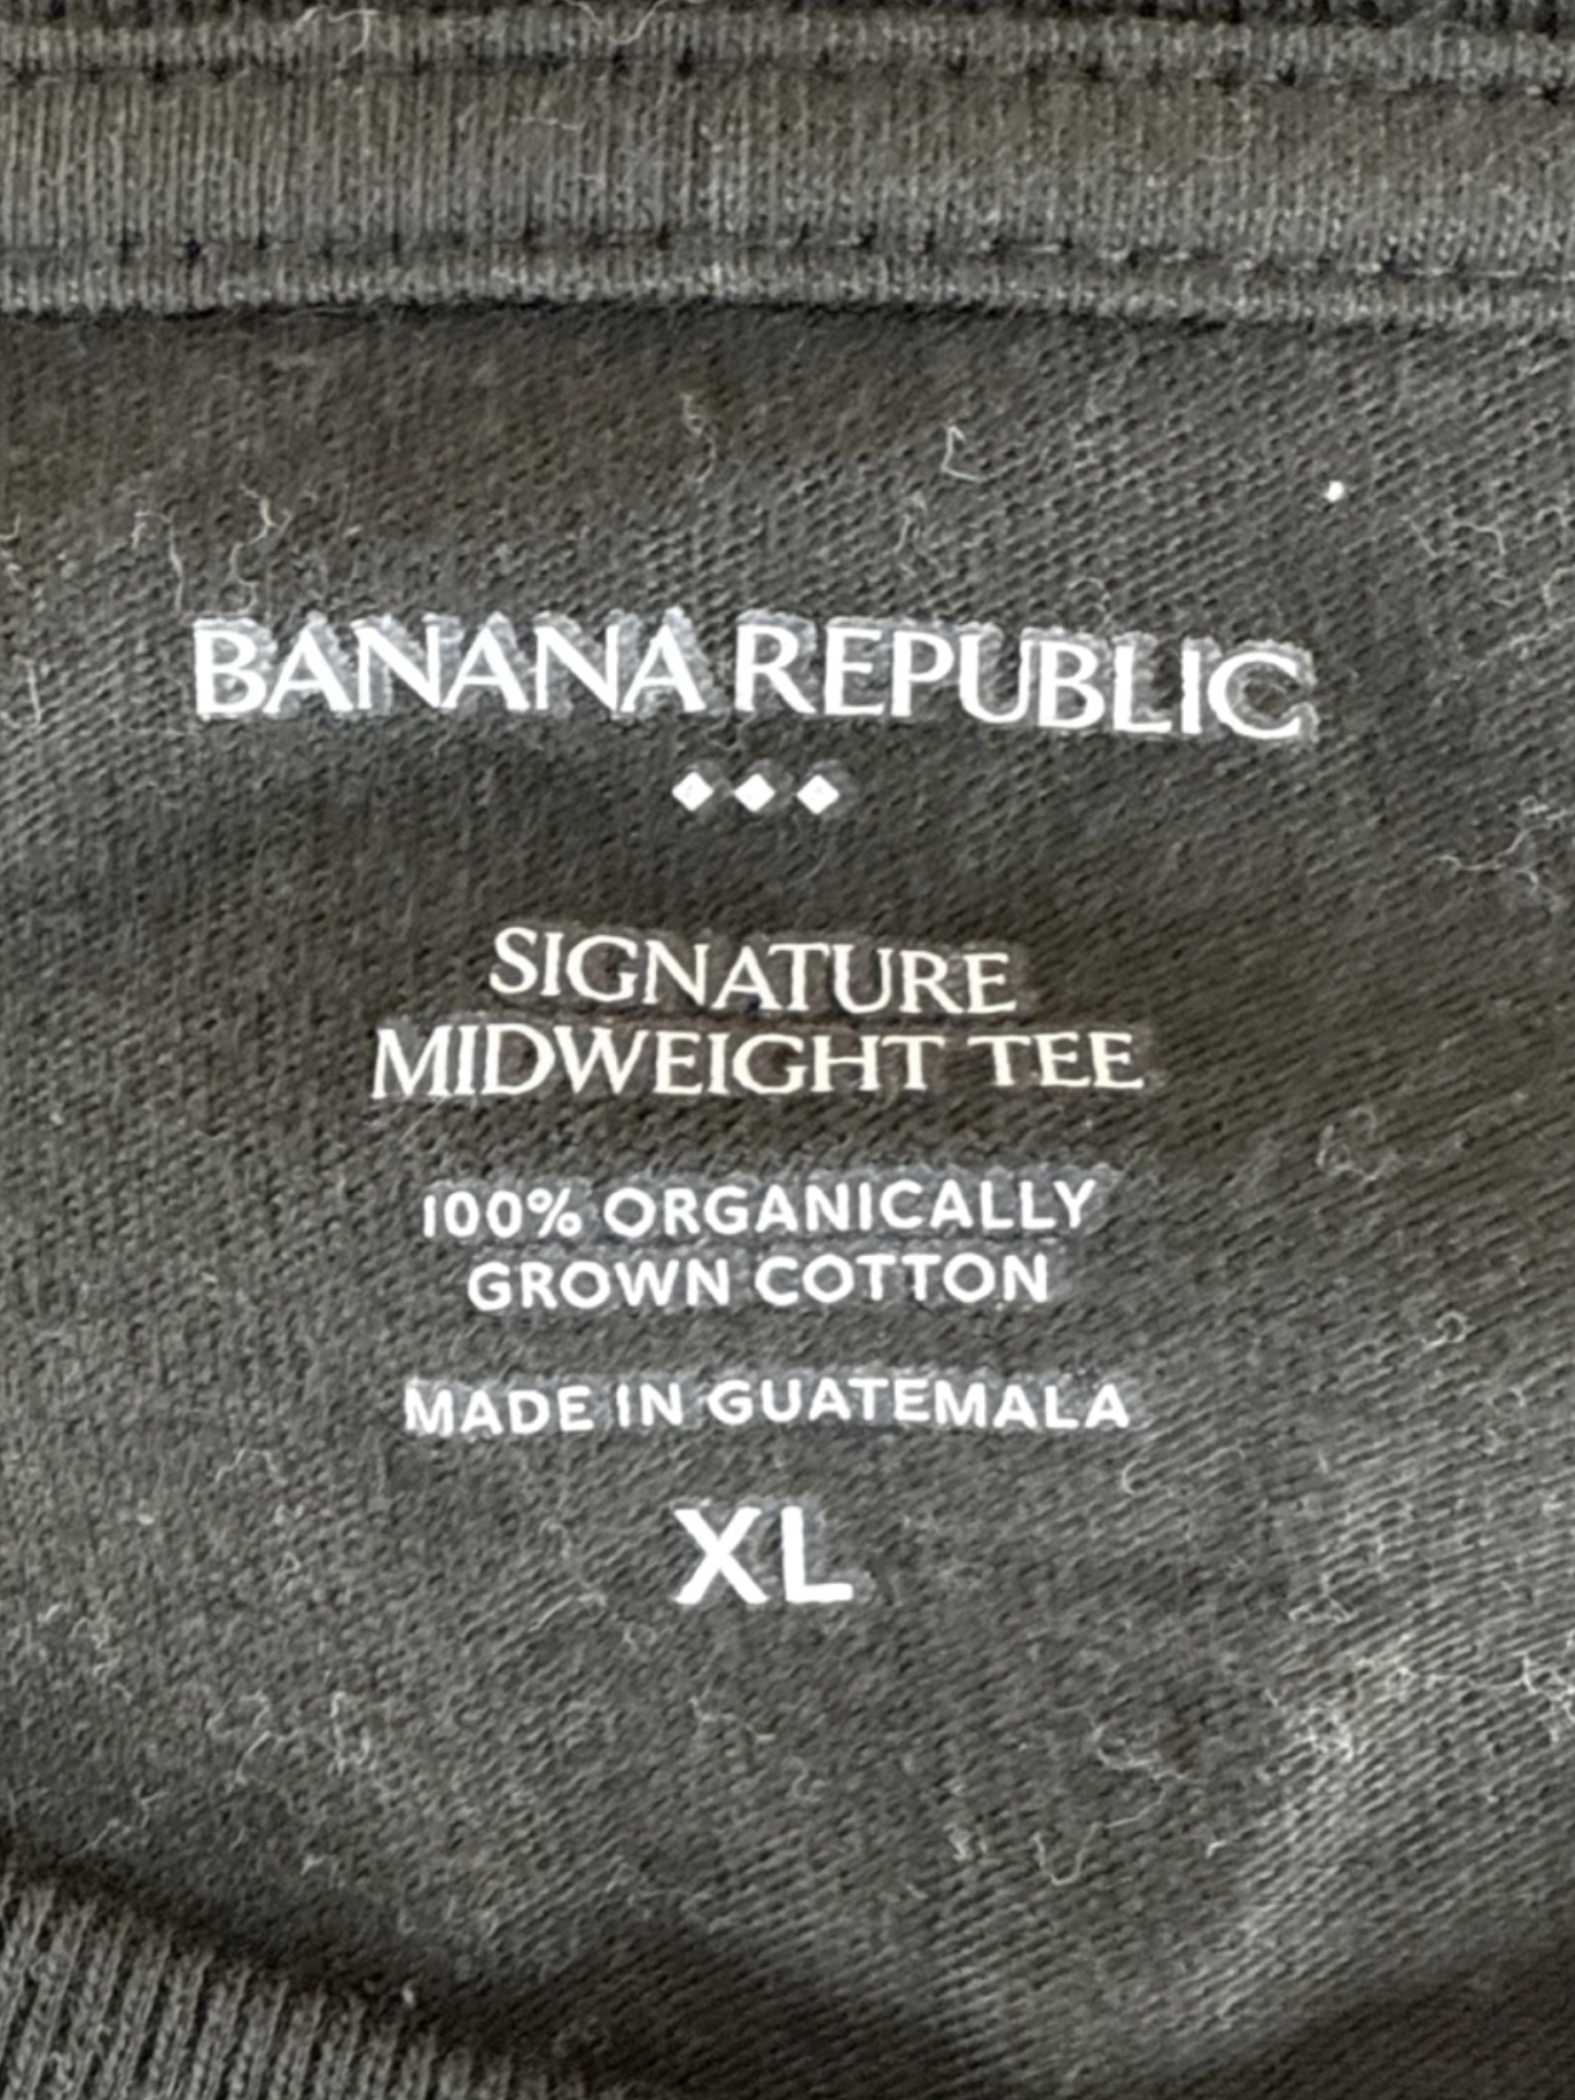 BANANA REPUBLIC
SIGNATURE
MIDWEIGHT TEE
100% ORGANICALLY
GROWN COTTON
MADE IN GUATEMALA
XL